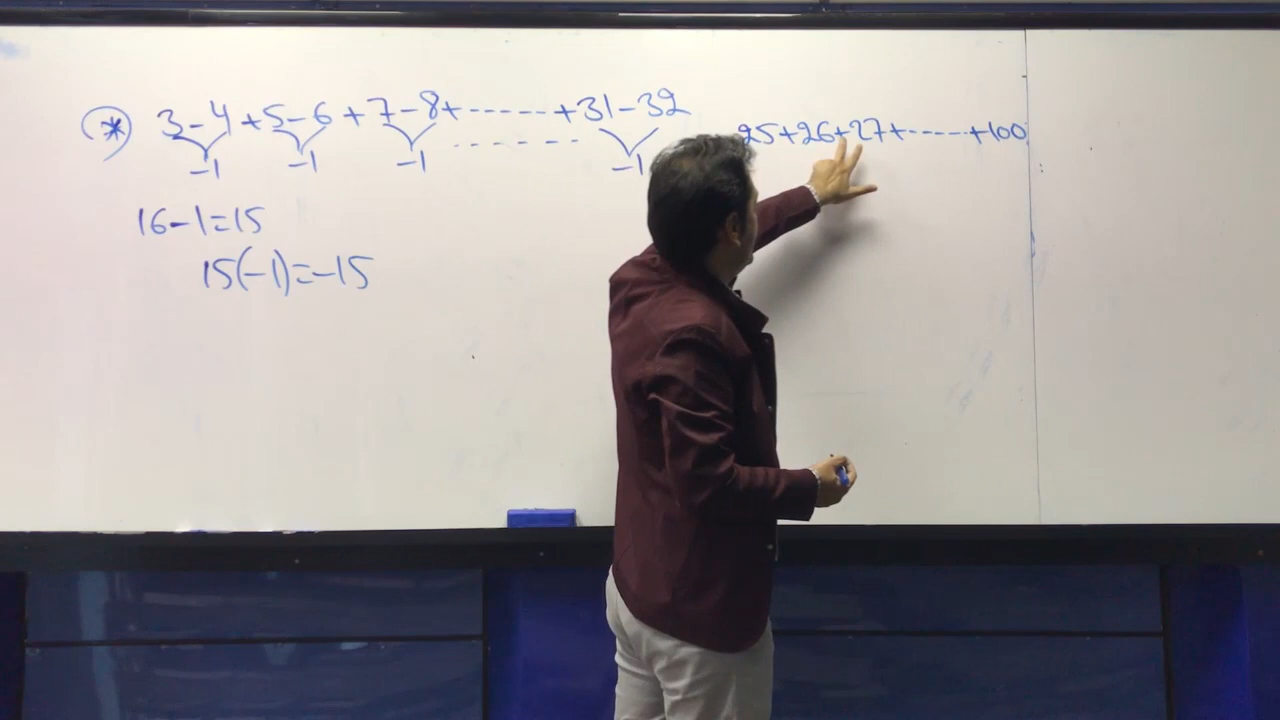 * 3-4+5-6+7-8+------+31-32
-1 -1 -1 ------- -1
25+26+27+-----+100
16-1=15
15(-1)=-15